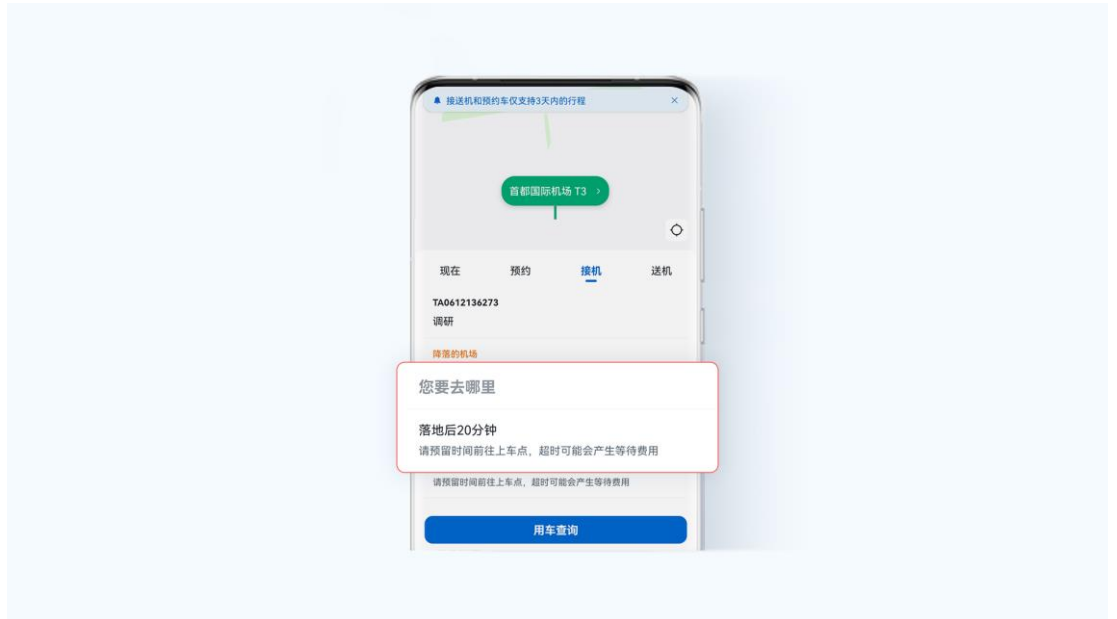 接送机和预约车仅支持3天内的行程
首都国际机场 T3
现在 预约 接机 送机
TA0612136273
调研
降落的机场
您要去哪里
落地后20分钟
请预留时间前往上车点，超时可能会产生等待费用
请预留时间前往上车点，超时可能会产生等待费用
用车查询